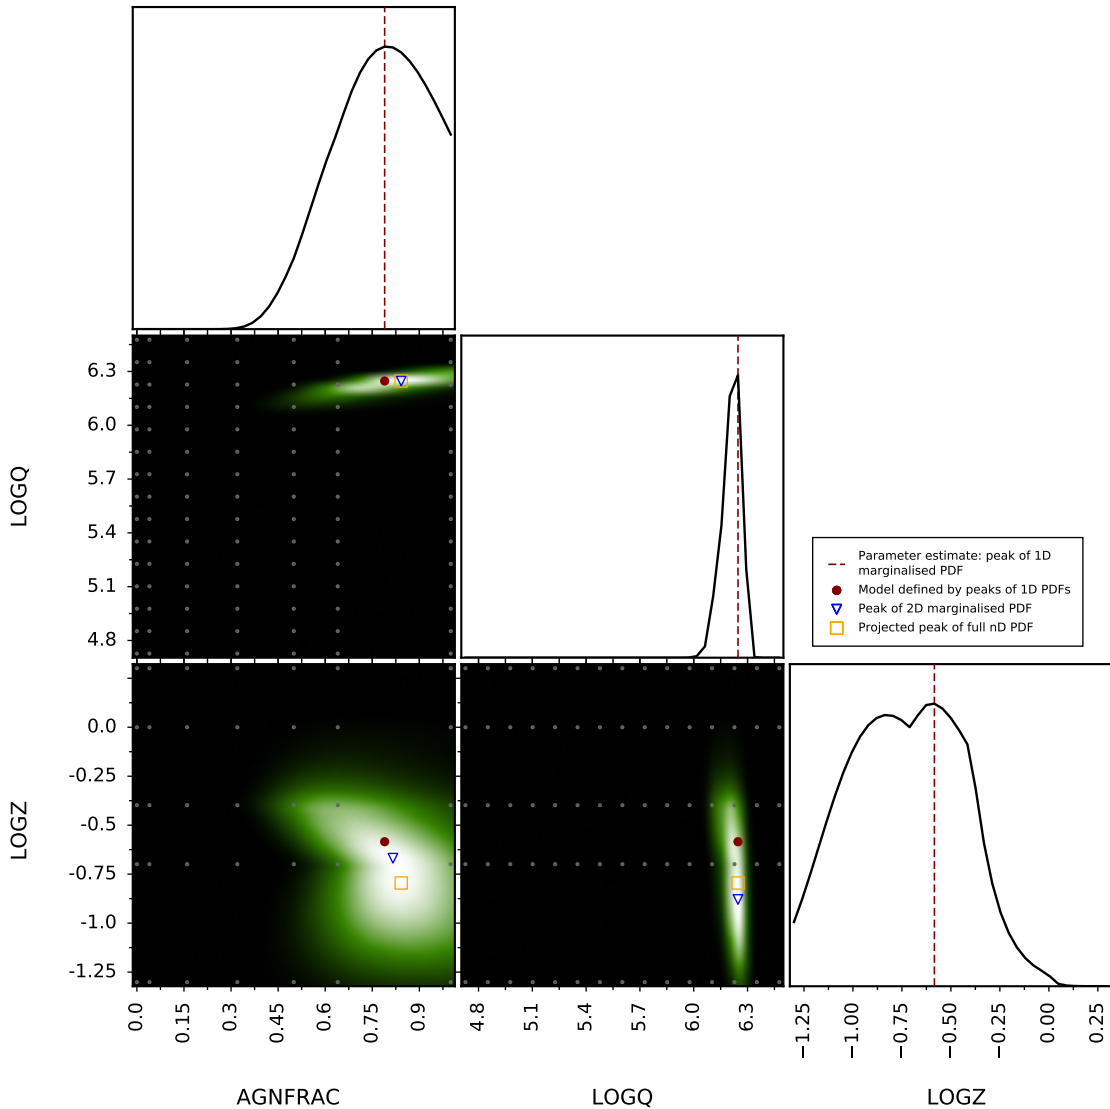 6.3
6.0
5.7
5.4
5.1
4.8
LOGQ
Parameter estimate: peak of 1D
marginalised PDF
Model defined by peaks of 1D PDFs
Peak of 2D marginalised PDF
Projected peak of full nD PDF
0.0
-0.25
-0.5
-0.75
-1.0
-1.25
LOGZ
0.0 0.15 0.3 0.45 0.6 0.75 0.9
4.8 5.1 5.4 5.7 6.0 6.3
−1.25 −1.00 −0.75 −0.50 −0.25 0.00 0.25
AGNFRAC LOGQ LOGZ